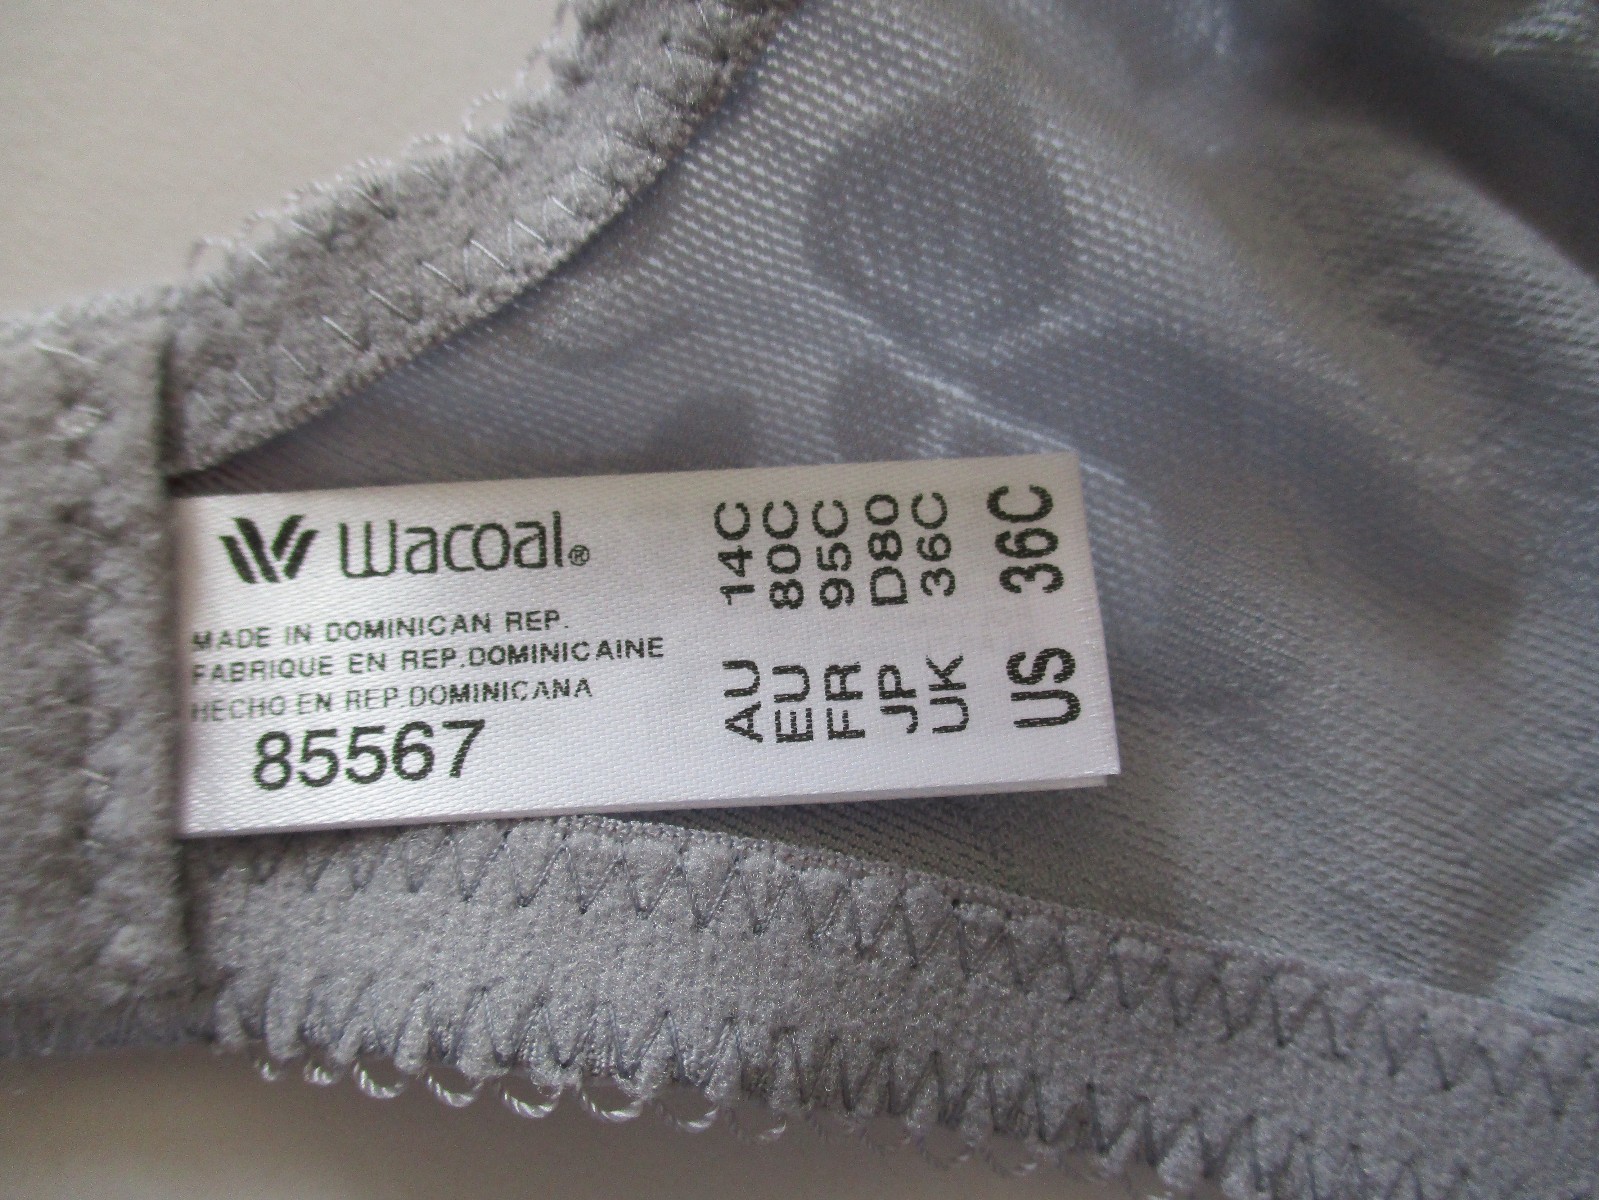 Wacoal®
MADE IN DOMINICAN REP.
FABRIQUE EN REP.DOMINICAINE
HECHO EN REP.DOMINICANA
85567
AU 14C
EU 80C
FR 95C
JP D80
UK 36C
US 36C